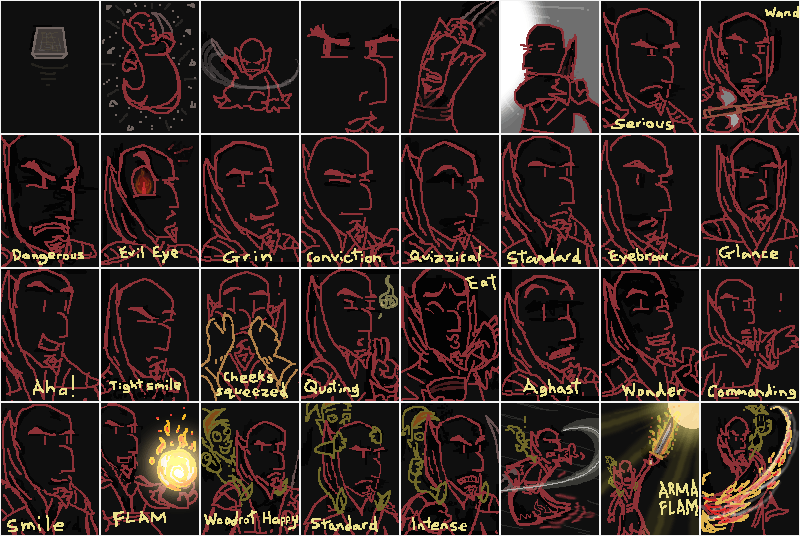 Wand
Serious
Dangerous
Evil Eye
Grin
Conviction
Quizzical
Standard
Eyebrow
Glance
Aha!
Tight smile
Cheeks
squeezed
Quoting
Eat
Aghast
Wonder
Commanding
Smile
FLAM
Woodrot Happy
Standard
Intense
ARMA
FLAM